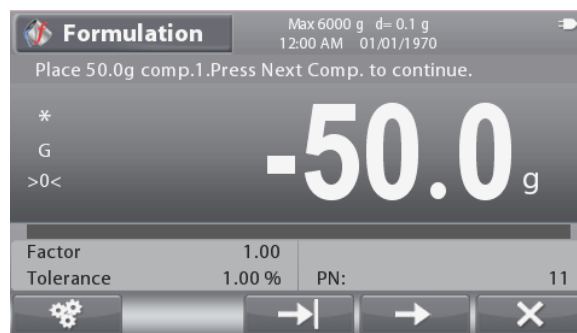 Formulation
Max 6000 g d= 0.1 g
12:00 AM 01/01/1970
Place 50.0g comp.1.Press Next Comp. to continue.
*
G
>0<
-50.0 g
Factor 1.00
Tolerance 1.00 % PN: 11